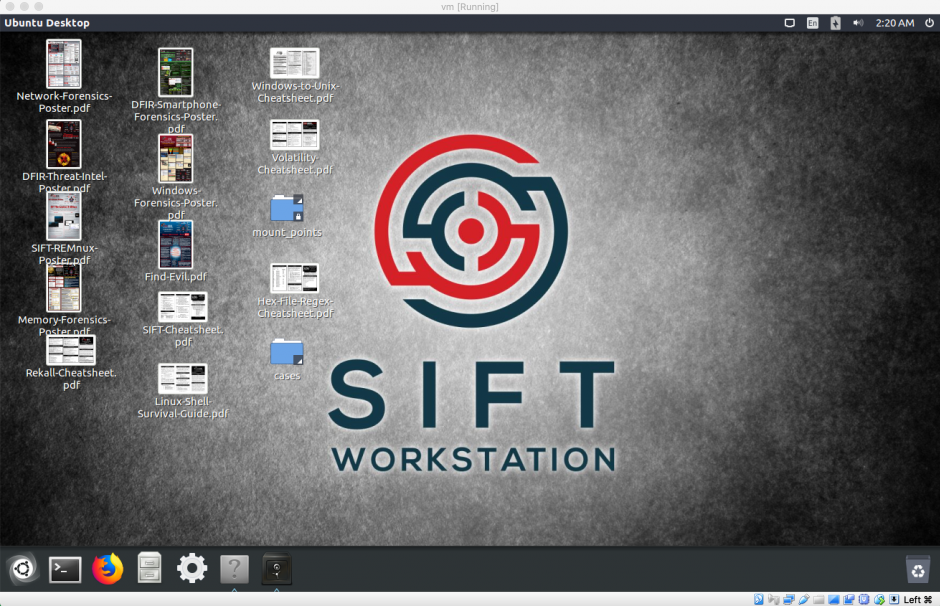 vm [Running]
Ubuntu Desktop
En
2:20 AM
Network-Forensics-
Poster.pdf
DFIR-Threat-Intel-
Poster.pdf
SIFT-REMnux-
Poster.pdf
Memory-Forensics-
Poster.pdf
Rekall-Cheatsheet.
pdf
DFIR-Smartphone-
Forensics-Poster.
pdf
Windows-
Forensics-Poster.
pdf
Find-Evil.pdf
SIFT-Cheatsheet.
pdf
Linux-Shell-
Survival-Guide.pdf
Windows-to-Unix-
Cheatsheet.pdf
Volatility-
Cheatsheet.pdf
mount_points
Hex-File-Regex-
Cheatsheet.pdf
cases
SIFT
WORKSTATION
>_
?
Left ⌘